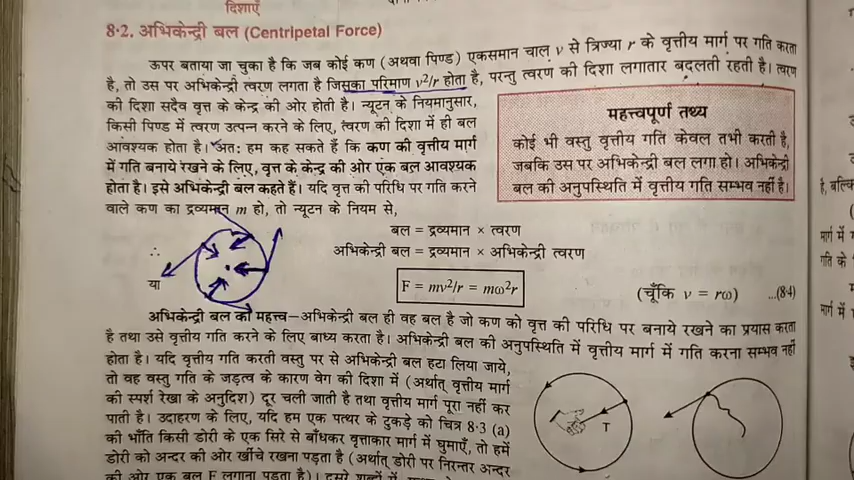 दिशाएँ
8·2. अभिकेन्द्री बल (Centripetal Force)
ऊपर बताया जा चुका है कि जब कोई कण (अथवा पिण्ड) एकसमान चाल v से त्रिज्या r के वृत्तीय मार्ग पर गति करता
है, तो उस पर अभिकेन्द्री त्वरण लगता है जिसका परिमाण v²/r होता है, परन्तु त्वरण की दिशा लगातार बदलती रहती है। त्वरण
की दिशा सदैव वृत्त के केन्द्र की ओर होती है। न्यूटन के नियमानुसार,
किसी पिण्ड में त्वरण उत्पन्न करने के लिए, त्वरण की दिशा में ही बल
आवश्यक होता है। अत: हम कह सकते हैं कि कण की वृत्तीय मार्ग
में गति बनाये रखने के लिए, वृत्त के केन्द्र की ओर एक बल आवश्यक
होता है। इसे अभिकेन्द्री बल कहते हैं। यदि वृत्त की परिधि पर गति करने
वाले कण का द्रव्यमान m हो, तो न्यूटन के नियम से,
महत्त्वपूर्ण तथ्य
कोई भी वस्तु वृत्तीय गति केवल तभी करती है,
जबकि उस पर अभिकेन्द्री बल लगा हो। अभिकेन्द्री
बल की अनुपस्थिति में वृत्तीय गति सम्भव नहीं है।
बल = द्रव्यमान × त्वरण
∴ अभिकेन्द्री बल = द्रव्यमान × अभिकेन्द्री त्वरण
या F = mv²/r = mω²r (चूँकि v = rω) ...(8·4)
अभिकेन्द्री बल का महत्त्व–अभिकेन्द्री बल ही वह बल है जो कण को वृत्त की परिधि पर बनाये रखने का प्रयास करता
है तथा उसे वृत्तीय गति करने के लिए बाध्य करता है। अभिकेन्द्री बल की अनुपस्थिति में वृत्तीय मार्ग में गति करना सम्भव नहीं
होता है। यदि वृत्तीय गति करती वस्तु पर से अभिकेन्द्री बल हटा लिया जाये,
तो वह वस्तु गति के जड़त्व के कारण वेग की दिशा में (अर्थात् वृत्तीय मार्ग
की स्पर्श रेखा के अनुदिश) दूर चली जाती है तथा वृत्तीय मार्ग पूरा नहीं कर
पाती है। उदाहरण के लिए, यदि हम एक पत्थर के टुकड़े को चित्र 8·3 (a)
की भाँति किसी डोरी के एक सिरे से बाँधकर वृत्ताकार मार्ग में घुमाएँ, तो हमें
डोरी को अन्दर की ओर खींचे रखना पड़ता है (अर्थात् डोरी पर निरन्तर अन्दर
की ओर एक बल F लगाना पड़ता है)। दूसरे शब्दों में,
T
है, बल्कि
मार्ग में
गति के
मार्ग में